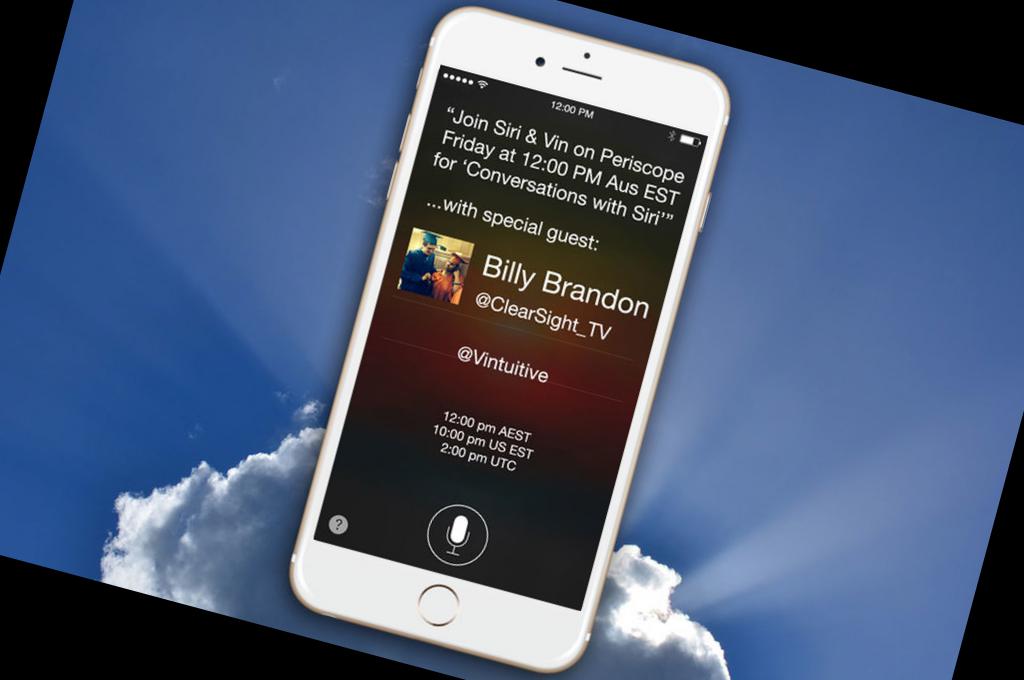 12:00 PM
“Join Siri & Vin on Periscope
Friday at 12:00 PM Aus EST
for ‘Conversations with Siri’”
...with special guest:
Billy Brandon
@ClearSight_TV
@Vintuitive
12:00 pm AEST
10:00 pm US EST
2:00 pm UTC
?